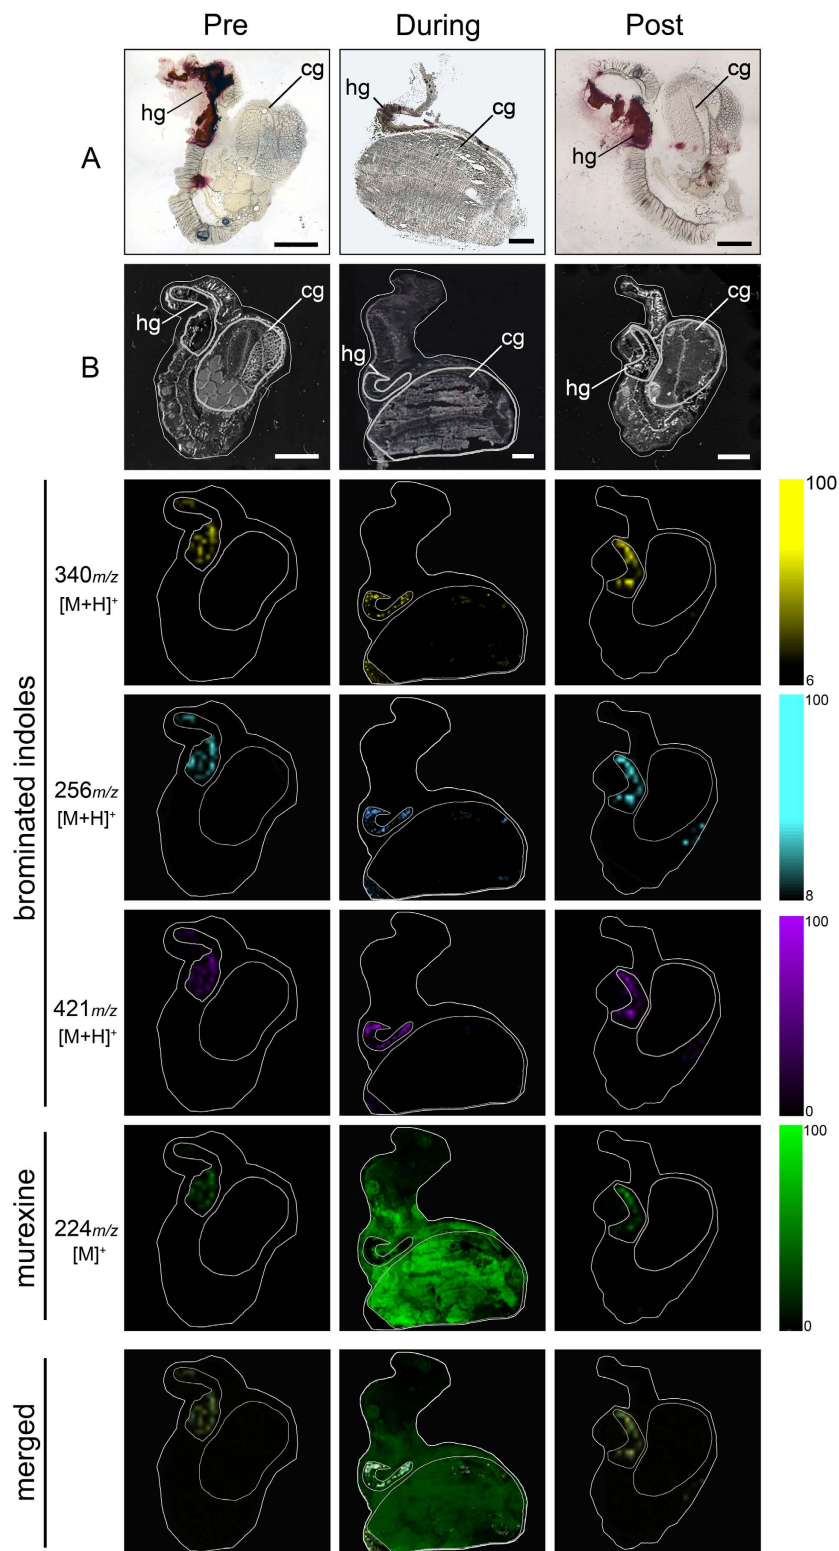 Pre During Post
A
hg cg
hg cg
hg cg
B
hg cg
hg cg
hg cg
brominated indoles
340m/z
[M+H]+
100
6
256m/z
[M+H]+
100
8
421m/z
[M+H]+
100
0
murexine
224m/z
[M]+
100
0
merged